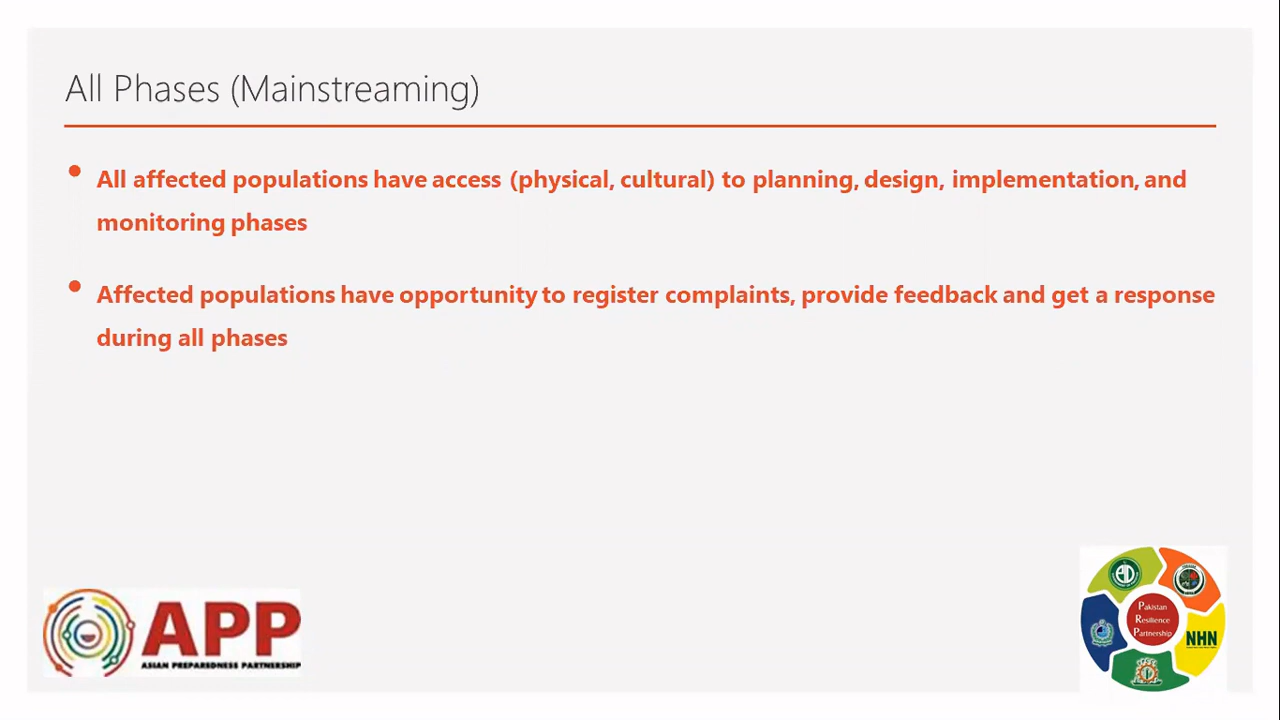 All Phases (Mainstreaming)
All affected populations have access (physical, cultural) to planning, design, implementation, and
monitoring phases
Affected populations have opportunity to register complaints, provide feedback and get a response
during all phases
APP
ASIAN PREPAREDNESS PARTNERSHIP
Pakistan
Resilience
Partnership
NHN